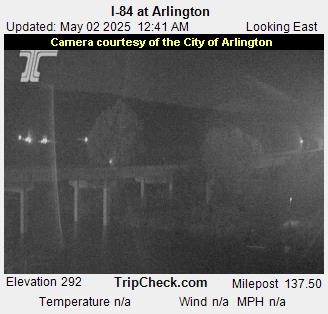 I-84 at Arlington
Updated: May 02 2025 12:41 AM Looking East
Camera courtesy of the City of Arlington
Elevation 292 TripCheck.com Milepost 137.50
Temperature n/a Wind n/a MPH n/a